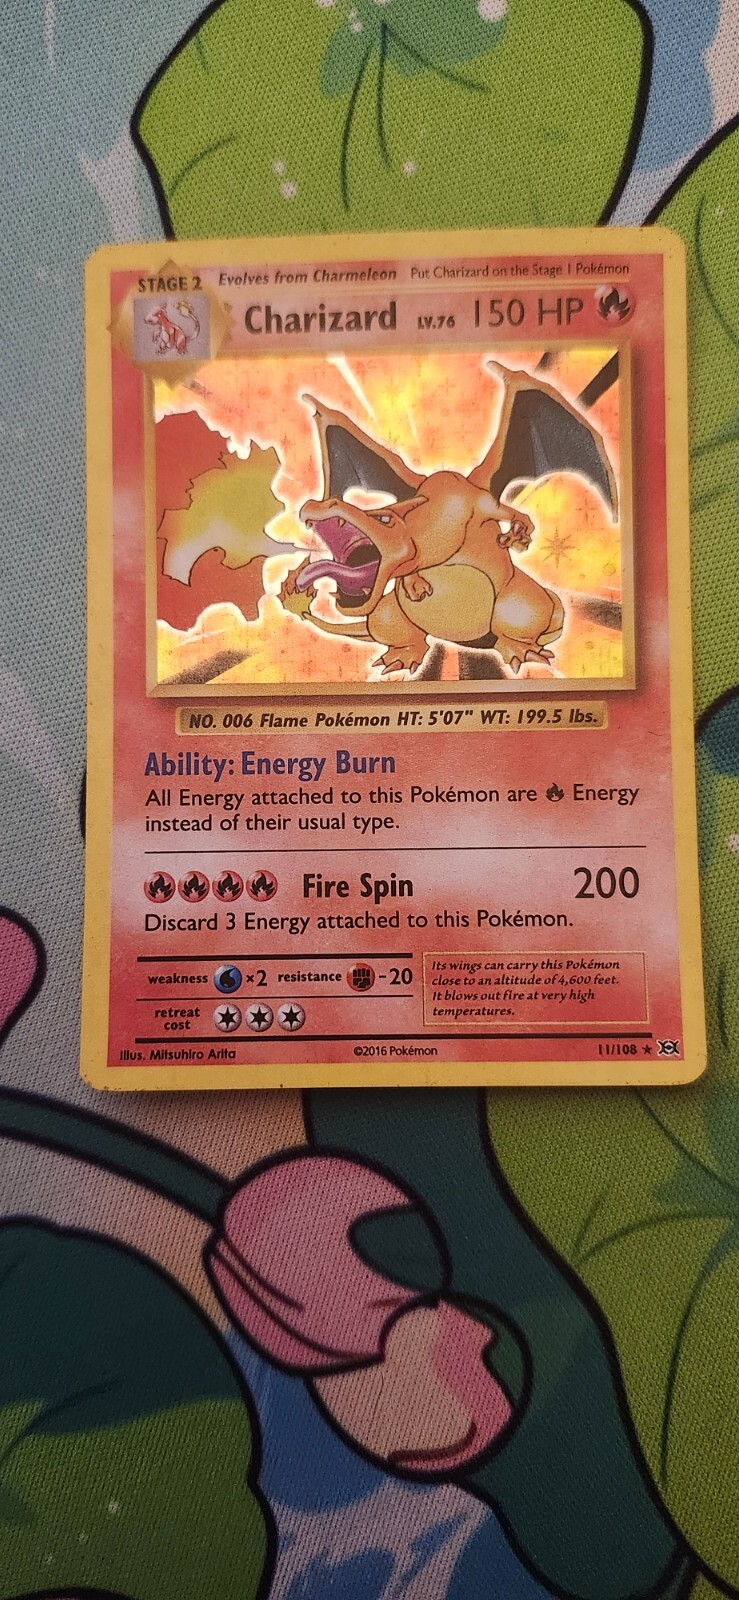 STAGE 2 Evolves from Charmeleon Put Charizard on the Stage 1 Pokémon
Charizard LV.76 150 HP
NO. 006 Flame Pokémon HT: 5'07" WT: 199.5 lbs.
Ability: Energy Burn
All Energy attached to this Pokémon are Energy
instead of their usual type.
Fire Spin 200
Discard 3 Energy attached to this Pokémon.
weakness ×2 resistance -20
retreat
cost
Its wings can carry this Pokémon
close to an altitude of 4,600 feet.
It blows out fire at very high
temperatures.
Illus. Mitsuhiro Arita ©2016 Pokémon 11/108 ★